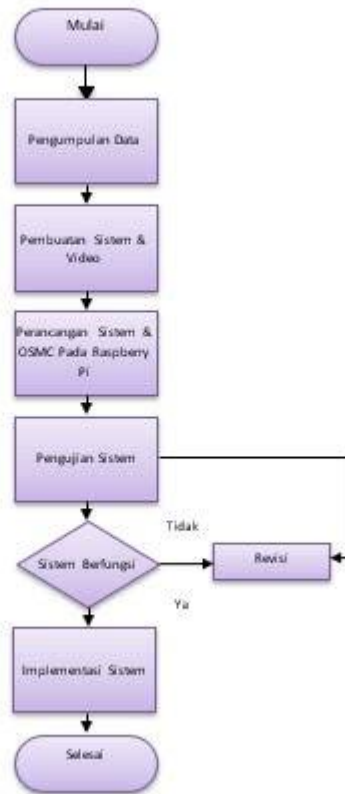 Mulai
Pengumpulan Data
Pembuatan Sistem &
Video
Perancangan Sistem &
OSMC Pada Raspberry
Pi
Pengujian Sistem
Tidak
Sistem Berfungsi
Revisi
Ya
Implementasi Sistem
Selesai